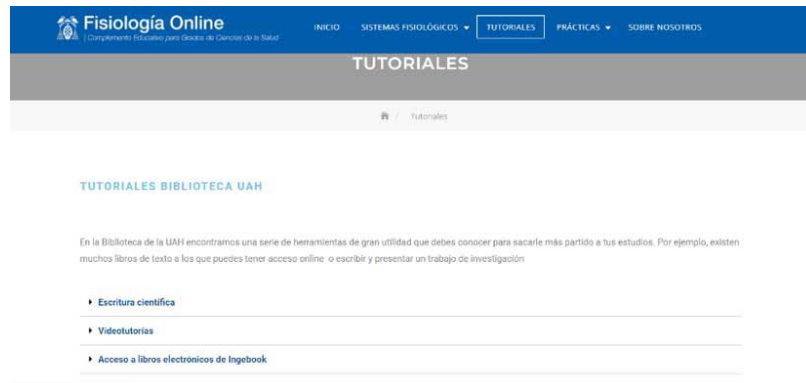 Fisiología Online
| Complemento Educativo para Grados de Ciencias de la Salud
INICIO SISTEMAS FISIOLÓGICOS TUTORIALES PRÁCTICAS SOBRE NOSOTROS
TUTORIALES
/ Tutoriales
TUTORIALES BIBLIOTECA UAH
En la Biblioteca de la UAH encontramos una serie de herramientas de gran utilidad que debes conocer para sacarle más partido a tus estudios. Por ejemplo, existen
muchos libros de texto a los que puedes tener acceso online o escribir y presentar un trabajo de investigación
Escritura científica
Videotutorías
Acceso a libros electrónicos de Ingebook